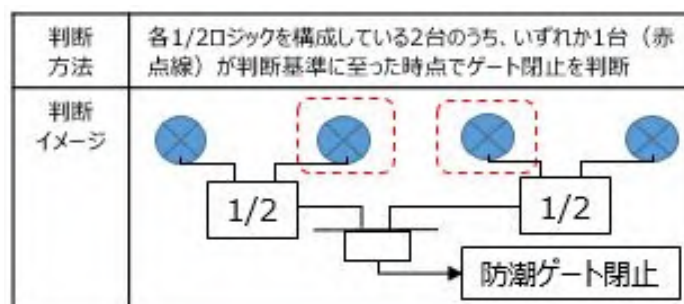 判断
方法
各1/2ロジックを構成している2台のうち、いずれか1台（赤
点線）が判断基準に至った時点でゲート閉止を判断
判断
イメージ
1/2
1/2
防潮ゲート閉止